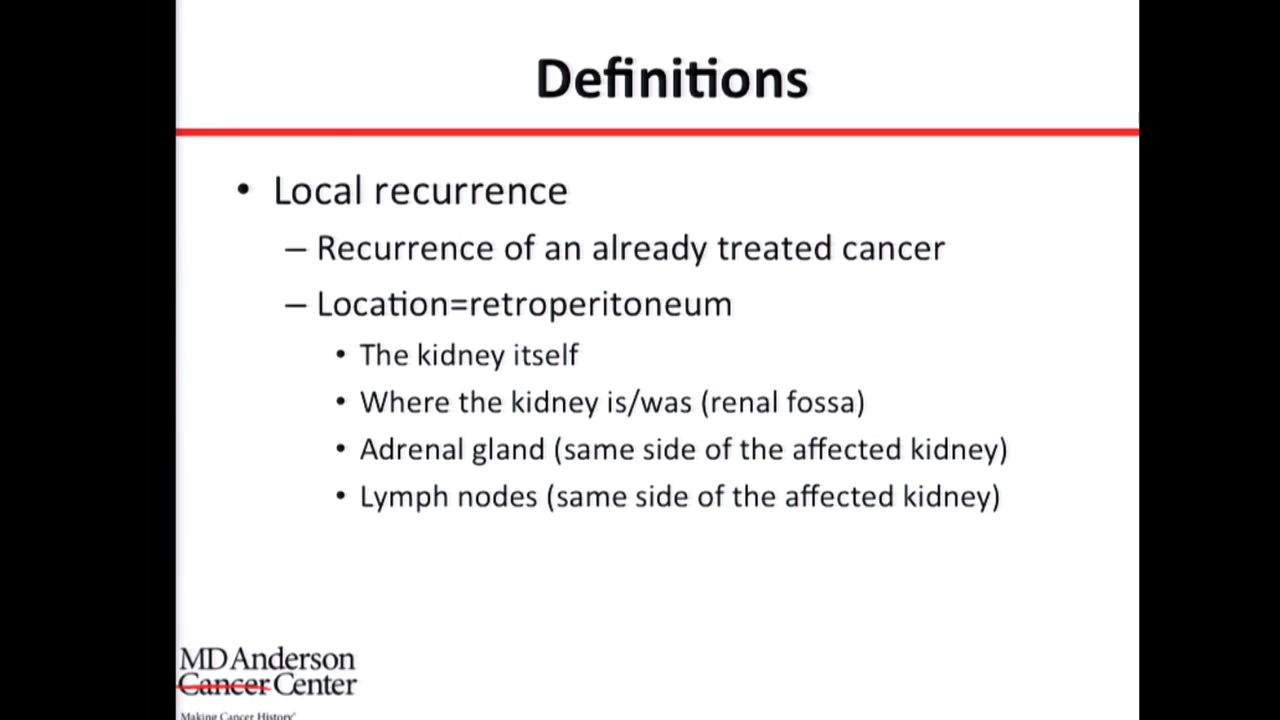 Definitions
• Local recurrence
– Recurrence of an already treated cancer
– Location=retroperitoneum
• The kidney itself
• Where the kidney is/was (renal fossa)
• Adrenal gland (same side of the affected kidney)
• Lymph nodes (same side of the affected kidney)
MD Anderson
Cancer Center
Making Cancer History®